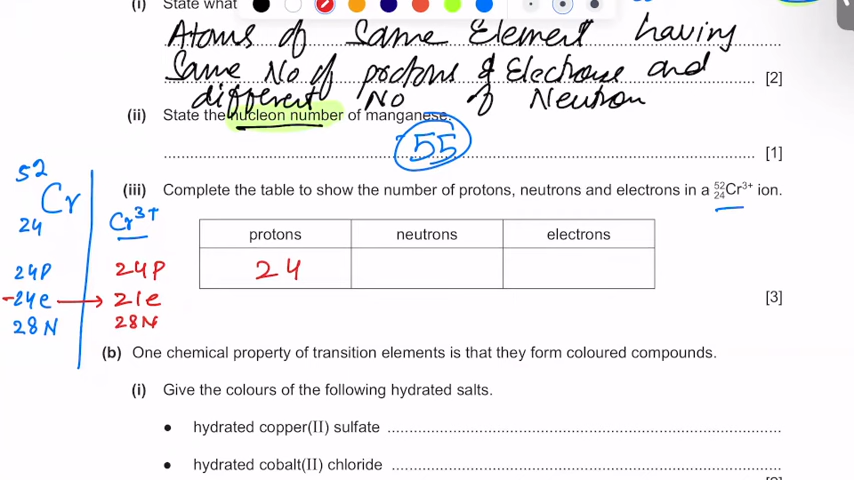 (i) State what
Atoms of Same Element having
Same No of protons & Electrons and [2]
different No of Neutron
(ii) State the nucleon number of manganese.
55 [1]
(iii) Complete the table to show the number of protons, neutrons and electrons in a ⁵²₂₄Cr³⁺ ion.
52
24 Cr
Cr³⁺
protons neutrons electrons
24
24P 24P
-24e → 21e
28N 28N
[3]
(b) One chemical property of transition elements is that they form coloured compounds.
(i) Give the colours of the following hydrated salts.
● hydrated copper(II) sulfate
● hydrated cobalt(II) chloride